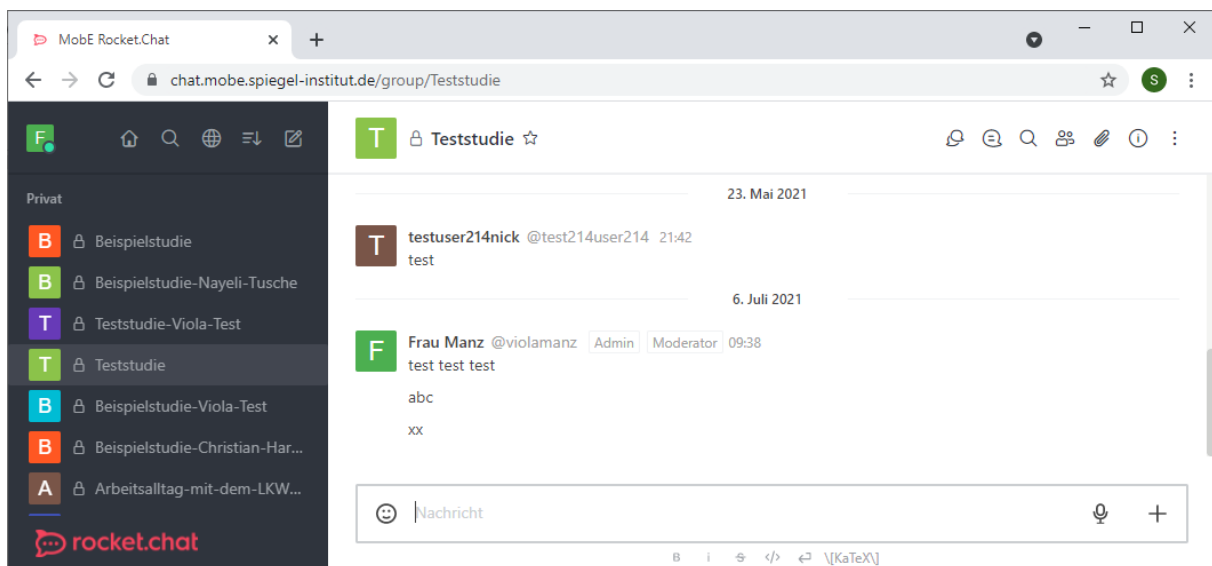 MobE Rocket.Chat
chat.mobe.spiegel-institut.de/group/Teststudie
S
F
T
Teststudie
Privat
B Beispielstudie
B Beispielstudie-Nayeli-Tusche
T Teststudie-Viola-Test
T Teststudie
B Beispielstudie-Viola-Test
B Beispielstudie-Christian-Har...
A Arbeitsalltag-mit-dem-LKW...
rocket.chat
23. Mai 2021
T
testuser214nick @test214user214 21:42
test
6. Juli 2021
F
Frau Manz @violamanz Admin Moderator 09:38
test test test
abc
xx
Nachricht
B i S </> \[KaTeX\]